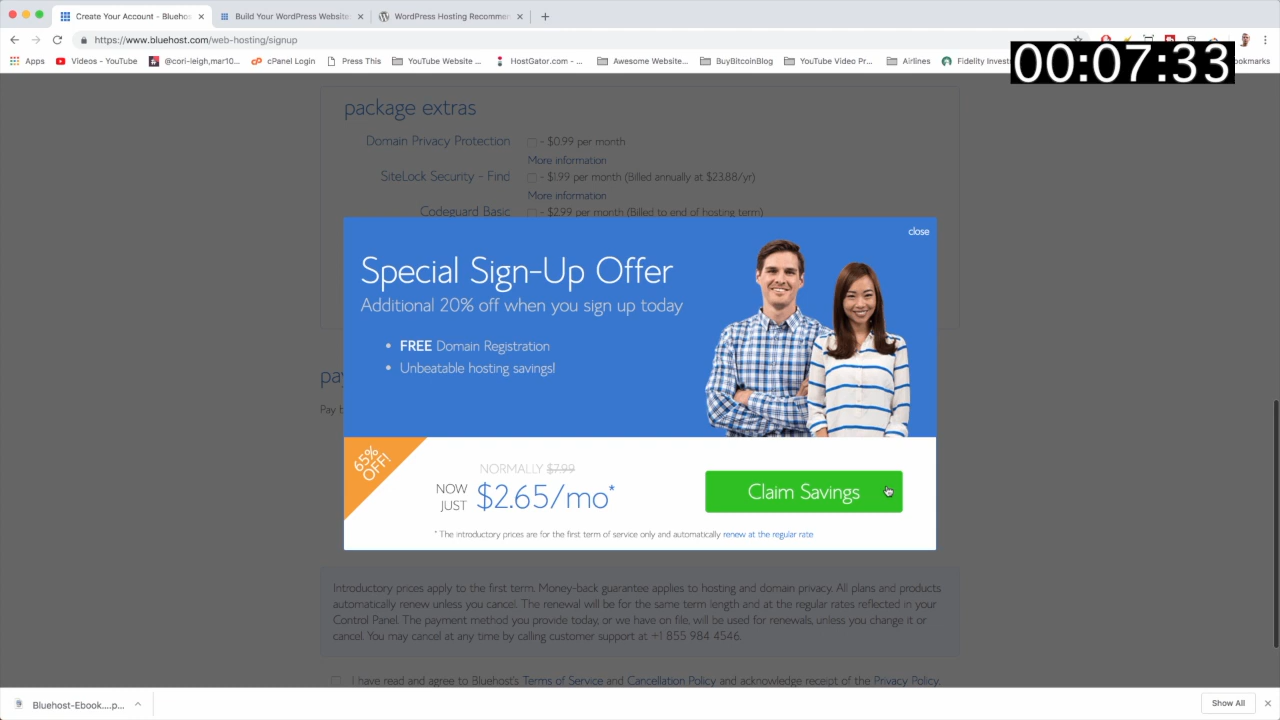 Create Your Account - Bluehos
Build Your WordPress Website
WordPress Hosting Recommen
https://www.bluehost.com/web-hosting/signup
00:07:33
Apps
Videos - YouTube
@cori-leigh,mar10...
cPanel Login
Press This
YouTube Website ...
HostGator.com - ...
Awesome Website...
BuyBitcoinBlog
YouTube Video Pr...
Airlines
Fidelity Invest
package extras
Domain Privacy Protection - $0.99 per month
More information
SiteLock Security - Find - $1.99 per month (Billed annually at $23.88/yr)
More information
Codeguard Basic - $2.99 per month (Billed to end of hosting term)
close
Special Sign-Up Offer
Additional 20% off when you sign up today
• FREE Domain Registration
• Unbeatable hosting savings!
Pay b
65% OFF!
NORMALLY $7.99
NOW JUST $2.65/mo*
Claim Savings
* The introductory prices are for the first term of service only and automatically renew at the regular rate
Introductory prices apply to the first term. Money-back guarantee applies to hosting and domain privacy. All plans and products
automatically renew unless you cancel. The renewal will be for the same term length and at the regular rates reflected in your
Control Panel. The payment method you provide today, or we have on file, will be used for renewals, unless you change it or
cancel. You may cancel at any time by calling customer support at +1 855 984 4546.
I have read and agree to Bluehost's Terms of Service and Cancellation Policy and acknowledge receipt of the Privacy Policy.
Bluehost-Ebook....p...
Show All